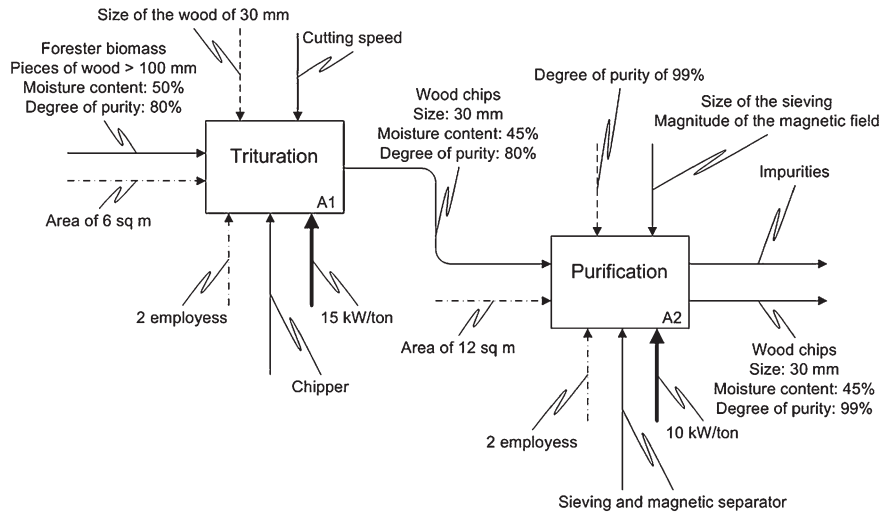 Size of the wood of 30 mm
Cutting speed
Forester biomass
Pieces of wood > 100 mm
Moisture content: 50%
Degree of purity: 80%
Trituration
A1
Area of 6 sq m
2 employess
15 kW/ton
Chipper
Wood chips
Size: 30 mm
Moisture content: 45%
Degree of purity: 80%
Degree of purity of 99%
Size of the sieving
Magnitude of the magnetic field
Impurities
Purification
A2
Area of 12 sq m
2 employess
10 kW/ton
Sieving and magnetic separator
Wood chips
Size: 30 mm
Moisture content: 45%
Degree of purity: 99%